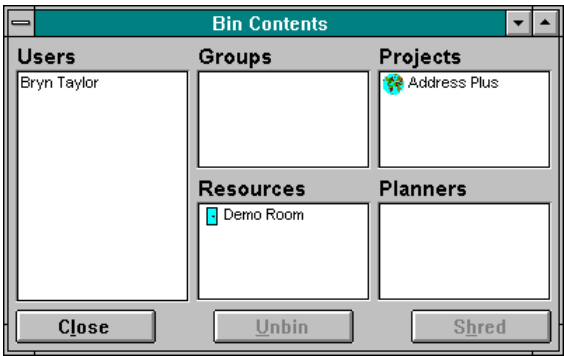 Bin Contents
Users
Bryn Taylor
Groups
Projects
Address Plus
Resources
Demo Room
Planners
Close
Unbin
Shred